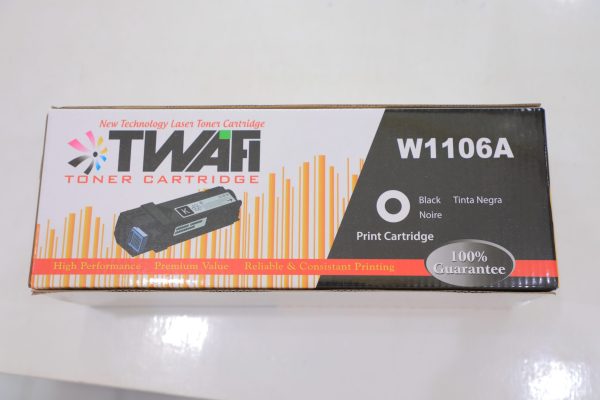 New Technology Laser Toner Cartridge
TWAFI
TONER CARTRIDGE
K
W1106A
Black Tinta Negra
Noire
Print Cartridge
100%
Guarantee
High Performance Premium Value Reliable & Consistant Printing